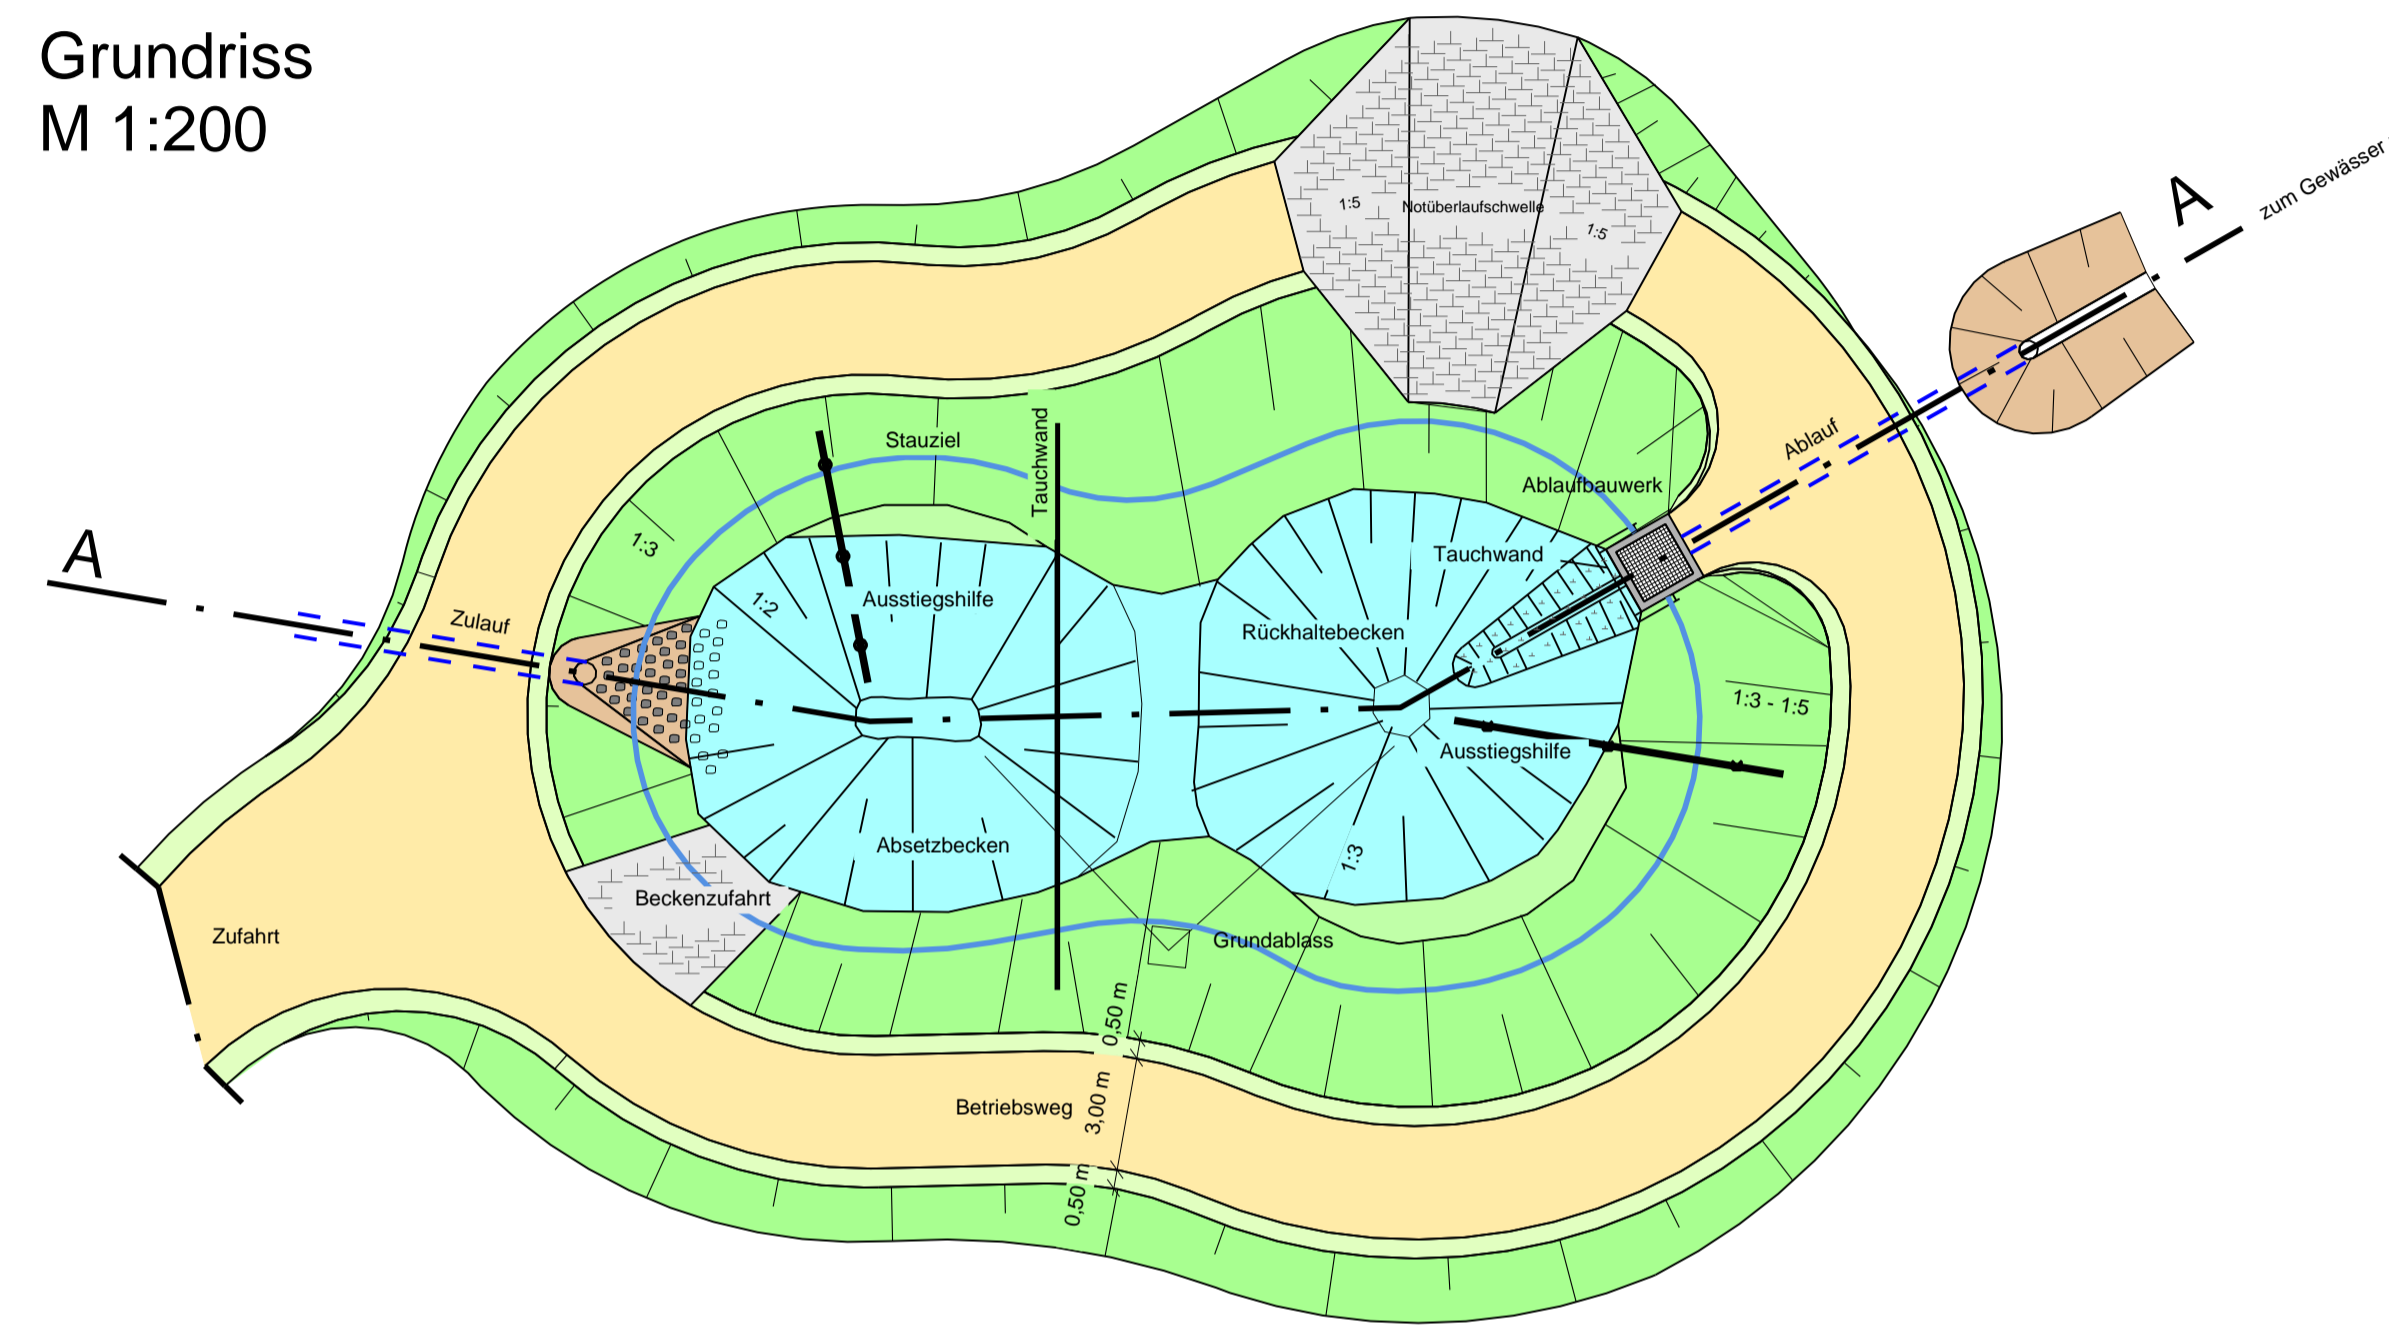 Grundriss
M 1:200
A
zum Gewässer
1:5
Notüberlaufschwelle
1:5
Ablauf
Stauziel
Tauchwand
Ablaufbauwerk
A
1:3
Tauchwand
Zulauf
1:2
Ausstiegshilfe
Rückhaltebecken
1:3 - 1:5
Ausstiegshilfe
Absetzbecken
1:3
Beckenzufahrt
Zufahrt
Grundablass
0,50 m
Betriebsweg
3,00 m
0,50 m